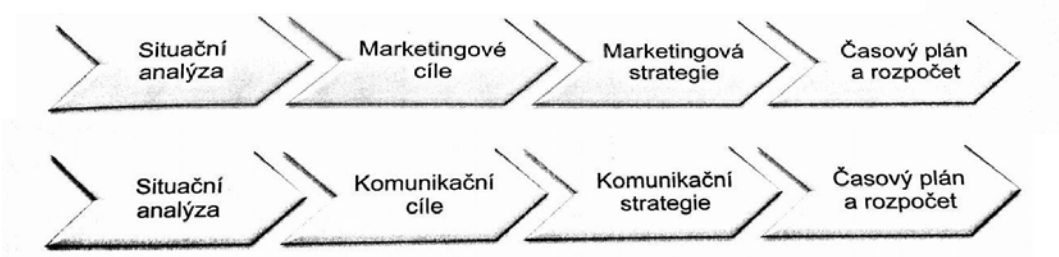 Situační
analýza
Marketingové
cíle
Marketingová
strategie
Časový plán
a rozpočet
Situační
analýza
Komunikační
cíle
Komunikační
strategie
Časový plán
a rozpočet